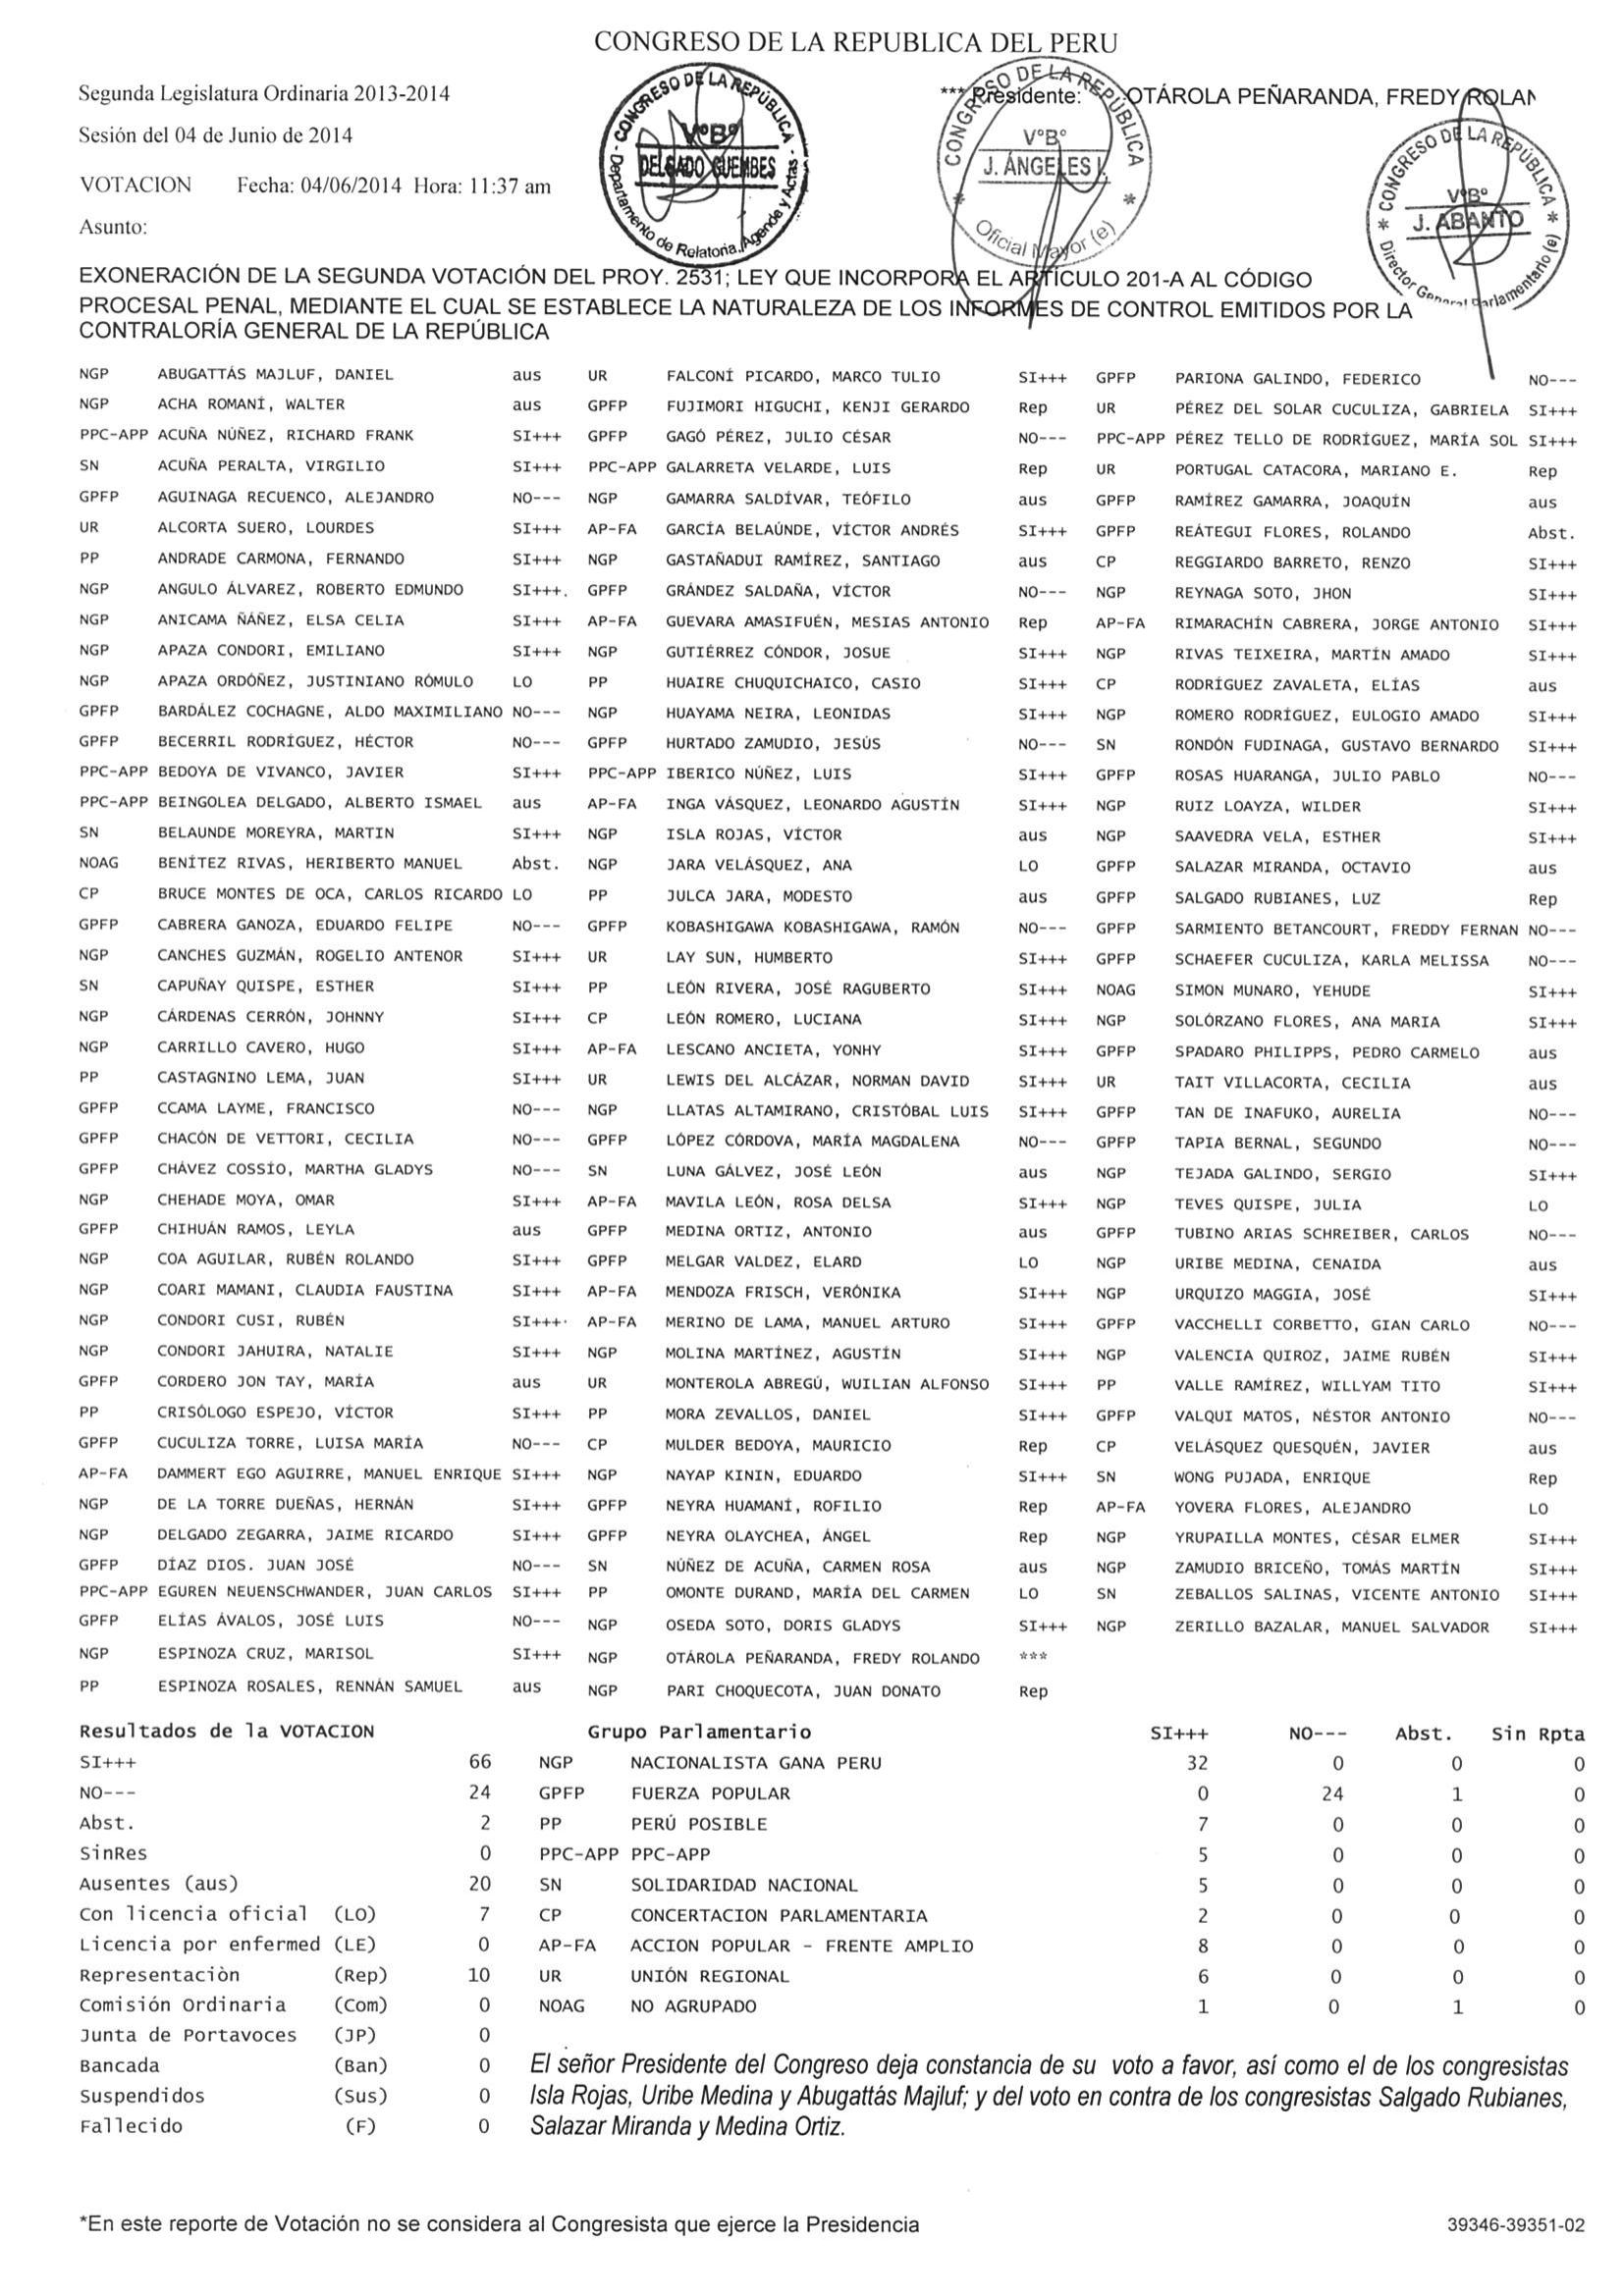 CONGRESO DE LA REPUBLICA DEL PERU
Segunda Legislatura Ordinaria 2013-2014
*** Presidente: OTÁROLA PEÑARANDA, FREDY ROLAN
Sesión del 04 de Junio de 2014
VOTACION Fecha: 04/06/2014 Hora: 11:37 am
Asunto:
CONGRESO DE LA REPÚBLICA
V°B°
DELGADO GUEMBES
Departamento de Relatoria, Agenda y Actas
CONGRESO DE LA REPÚBLICA
V°B°
J. ÁNGELES J.
Oficial Mayor (e)
CONGRESO DE LA REPÚBLICA
V°B°
J. ABANTO
Director General Parlamentario (e)
EXONERACIÓN DE LA SEGUNDA VOTACIÓN DEL PROY. 2531; LEY QUE INCORPORA EL ARTÍCULO 201-A AL CÓDIGO
PROCESAL PENAL, MEDIANTE EL CUAL SE ESTABLECE LA NATURALEZA DE LOS INFORMES DE CONTROL EMITIDOS POR LA
CONTRALORÍA GENERAL DE LA REPÚBLICA
NGP ABUGATTÁS MAJLUF, DANIEL aus UR FALCONÍ PICARDO, MARCO TULIO SI+++ GPFP PARIONA GALINDO, FEDERICO NO---
NGP ACHA ROMANÍ, WALTER aus GPFP FUJIMORI HIGUCHI, KENJI GERARDO Rep UR PÉREZ DEL SOLAR CUCULIZA, GABRIELA SI+++
PPC-APP ACUÑA NÚÑEZ, RICHARD FRANK SI+++ GPFP GAGÓ PÉREZ, JULIO CÉSAR NO--- PPC-APP PÉREZ TELLO DE RODRÍGUEZ, MARÍA SOL SI+++
SN ACUÑA PERALTA, VIRGILIO SI+++ PPC-APP GALARRETA VELARDE, LUIS Rep UR PORTUGAL CATACORA, MARIANO E. Rep
GPFP AGUINAGA RECUENCO, ALEJANDRO NO--- NGP GAMARRA SALDÍVAR, TEÓFILO aus GPFP RAMÍREZ GAMARRA, JOAQUÍN aus
UR ALCORTA SUERO, LOURDES SI+++ AP-FA GARCÍA BELAÚNDE, VÍCTOR ANDRÉS SI+++ GPFP REÁTEGUI FLORES, ROLANDO Abst.
PP ANDRADE CARMONA, FERNANDO SI+++ NGP GASTAÑADUI RAMÍREZ, SANTIAGO aus CP REGGIARDO BARRETO, RENZO SI+++
NGP ANGULO ÁLVAREZ, ROBERTO EDMUNDO SI+++. GPFP GRÁNDEZ SALDAÑA, VÍCTOR NO--- NGP REYNAGA SOTO, JHON SI+++
NGP ANICAMA ÑÁÑEZ, ELSA CELIA SI+++ AP-FA GUEVARA AMASIFUÉN, MESIAS ANTONIO Rep AP-FA RIMARACHÍN CABRERA, JORGE ANTONIO SI+++
NGP APAZA CONDORI, EMILIANO SI+++ NGP GUTIÉRREZ CÓNDOR, JOSUE SI+++ NGP RIVAS TEIXEIRA, MARTÍN AMADO SI+++
NGP APAZA ORDÓÑEZ, JUSTINIANO RÓMULO LO PP HUAIRE CHUQUICHAICO, CASIO SI+++ CP RODRÍGUEZ ZAVALETA, ELÍAS aus
GPFP BARDÁLEZ COCHAGNE, ALDO MAXIMILIANO NO--- NGP HUAYAMA NEIRA, LEONIDAS SI+++ NGP ROMERO RODRÍGUEZ, EULOGIO AMADO SI+++
GPFP BECERRIL RODRÍGUEZ, HÉCTOR NO--- GPFP HURTADO ZAMUDIO, JESÚS NO--- SN RONDÓN FUDINAGA, GUSTAVO BERNARDO SI+++
PPC-APP BEDOYA DE VIVANCO, JAVIER SI+++ PPC-APP IBERICO NÚÑEZ, LUIS SI+++ GPFP ROSAS HUARANGA, JULIO PABLO NO---
PPC-APP BEINGOLEA DELGADO, ALBERTO ISMAEL aus AP-FA INGA VÁSQUEZ, LEONARDO AGUSTÍN SI+++ NGP RUIZ LOAYZA, WILDER SI+++
SN BELAUNDE MOREYRA, MARTIN SI+++ NGP ISLA ROJAS, VÍCTOR aus NGP SAAVEDRA VELA, ESTHER SI+++
NOAG BENÍTEZ RIVAS, HERIBERTO MANUEL Abst. NGP JARA VELÁSQUEZ, ANA LO GPFP SALAZAR MIRANDA, OCTAVIO aus
CP BRUCE MONTES DE OCA, CARLOS RICARDO LO PP JULCA JARA, MODESTO aus GPFP SALGADO RUBIANES, LUZ Rep
GPFP CABRERA GANOZA, EDUARDO FELIPE NO--- GPFP KOBASHIGAWA KOBASHIGAWA, RAMÓN NO--- GPFP SARMIENTO BETANCOURT, FREDDY FERNAN NO---
NGP CANCHES GUZMÁN, ROGELIO ANTENOR SI+++ UR LAY SUN, HUMBERTO SI+++ GPFP SCHAEFER CUCULIZA, KARLA MELISSA NO---
SN CAPUÑAY QUISPE, ESTHER SI+++ PP LEÓN RIVERA, JOSÉ RAGUBERTO SI+++ NOAG SIMON MUNARO, YEHUDE SI+++
NGP CÁRDENAS CERRÓN, JOHNNY SI+++ CP LEÓN ROMERO, LUCIANA SI+++ NGP SOLÓRZANO FLORES, ANA MARIA SI+++
NGP CARRILLO CAVERO, HUGO SI+++ AP-FA LESCANO ANCIETA, YONHY SI+++ GPFP SPADARO PHILIPPS, PEDRO CARMELO aus
PP CASTAGNINO LEMA, JUAN SI+++ UR LEWIS DEL ALCÁZAR, NORMAN DAVID SI+++ UR TAIT VILLACORTA, CECILIA aus
GPFP CCAMA LAYME, FRANCISCO NO--- NGP LLATAS ALTAMIRANO, CRISTÓBAL LUIS SI+++ GPFP TAN DE INAFUKO, AURELIA NO---
GPFP CHACÓN DE VETTORI, CECILIA NO--- GPFP LÓPEZ CÓRDOVA, MARÍA MAGDALENA NO--- GPFP TAPIA BERNAL, SEGUNDO NO---
GPFP CHÁVEZ COSSÍO, MARTHA GLADYS NO--- SN LUNA GÁLVEZ, JOSÉ LEÓN aus NGP TEJADA GALINDO, SERGIO SI+++
NGP CHEHADE MOYA, OMAR SI+++ AP-FA MAVILA LEÓN, ROSA DELSA SI+++ NGP TEVES QUISPE, JULIA LO
GPFP CHIHUÁN RAMOS, LEYLA aus GPFP MEDINA ORTIZ, ANTONIO aus GPFP TUBINO ARIAS SCHREIBER, CARLOS NO---
NGP COA AGUILAR, RUBÉN ROLANDO SI+++ GPFP MELGAR VALDEZ, ELARD LO NGP URIBE MEDINA, CENAIDA aus
NGP COARI MAMANI, CLAUDIA FAUSTINA SI+++ AP-FA MENDOZA FRISCH, VERÓNIKA SI+++ NGP URQUIZO MAGGIA, JOSÉ SI+++
NGP CONDORI CUSI, RUBÉN SI+++ AP-FA MERINO DE LAMA, MANUEL ARTURO SI+++ GPFP VACCHELLI CORBETTO, GIAN CARLO NO---
NGP CONDORI JAHUIRA, NATALIE SI+++ NGP MOLINA MARTÍNEZ, AGUSTÍN SI+++ NGP VALENCIA QUIROZ, JAIME RUBÉN SI+++
GPFP CORDERO JON TAY, MARÍA aus UR MONTEROLA ABREGÚ, WUILIAN ALFONSO SI+++ PP VALLE RAMÍREZ, WILLYAM TITO SI+++
PP CRISÓLOGO ESPEJO, VÍCTOR SI+++ PP MORA ZEVALLOS, DANIEL SI+++ GPFP VALQUI MATOS, NÉSTOR ANTONIO NO---
GPFP CUCULIZA TORRE, LUISA MARÍA NO--- CP MULDER BEDOYA, MAURICIO Rep CP VELÁSQUEZ QUESQUÉN, JAVIER aus
AP-FA DAMMERT EGO AGUIRRE, MANUEL ENRIQUE SI+++ NGP NAYAP KININ, EDUARDO SI+++ SN WONG PUJADA, ENRIQUE Rep
NGP DE LA TORRE DUEÑAS, HERNÁN SI+++ GPFP NEYRA HUAMANÍ, ROFILIO Rep AP-FA YOVERA FLORES, ALEJANDRO LO
NGP DELGADO ZEGARRA, JAIME RICARDO SI+++ GPFP NEYRA OLAYCHEA, ÁNGEL Rep NGP YRUPAILLA MONTES, CÉSAR ELMER SI+++
GPFP DÍAZ DIOS. JUAN JOSÉ NO--- SN NÚÑEZ DE ACUÑA, CARMEN ROSA aus NGP ZAMUDIO BRICEÑO, TOMÁS MARTÍN SI+++
PPC-APP EGUREN NEUENSCHWANDER, JUAN CARLOS SI+++ PP OMONTE DURAND, MARÍA DEL CARMEN LO SN ZEBALLOS SALINAS, VICENTE ANTONIO SI+++
GPFP ELÍAS ÁVALOS, JOSÉ LUIS NO--- NGP OSEDA SOTO, DORIS GLADYS SI+++ NGP ZERILLO BAZALAR, MANUEL SALVADOR SI+++
NGP ESPINOZA CRUZ, MARISOL SI+++ NGP OTÁROLA PEÑARANDA, FREDY ROLANDO ***
PP ESPINOZA ROSALES, RENNÁN SAMUEL aus NGP PARI CHOQUECOTA, JUAN DONATO Rep
Resultados de la VOTACION Grupo Parlamentario SI+++ NO--- Abst. Sin Rpta
SI+++ 66 NGP NACIONALISTA GANA PERU 32 0 0 0
NO--- 24 GPFP FUERZA POPULAR 0 24 1 0
Abst. 2 PP PERÚ POSIBLE 7 0 0 0
SinRes 0 PPC-APP PPC-APP 5 0 0 0
Ausentes (aus) 20 SN SOLIDARIDAD NACIONAL 5 0 0 0
Con licencia oficial (LO) 7 CP CONCERTACION PARLAMENTARIA 2 0 0 0
Licencia por enfermed (LE) 0 AP-FA ACCION POPULAR - FRENTE AMPLIO 8 0 0 0
Representaciòn (Rep) 10 UR UNIÓN REGIONAL 6 0 0 0
Comisión Ordinaria (Com) 0 NOAG NO AGRUPADO 1 0 1 0
Junta de Portavoces (JP) 0
Bancada (Ban) 0
Suspendidos (Sus) 0
Fallecido (F) 0
El señor Presidente del Congreso deja constancia de su voto a favor, así como el de los congresistas
Isla Rojas, Uribe Medina y Abugattás Majluf; y del voto en contra de los congresistas Salgado Rubianes,
Salazar Miranda y Medina Ortiz.
*En este reporte de Votación no se considera al Congresista que ejerce la Presidencia
39346-39351-02